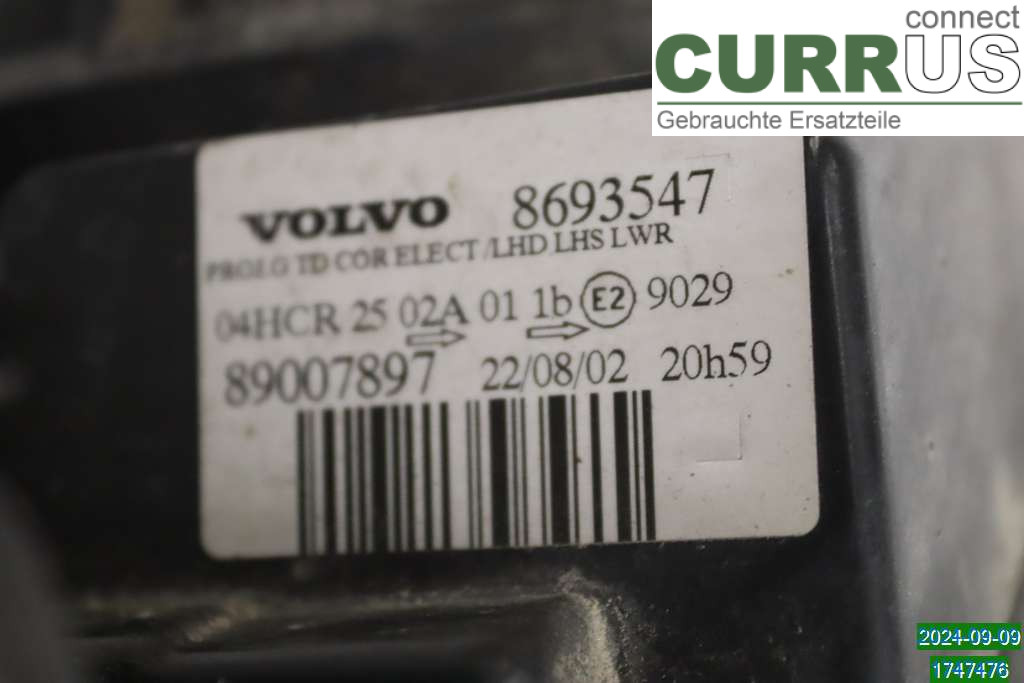 connect
CURRUS
Gebrauchte Ersatzteile
VOLVO 8693547
PROLG TD COR ELECT /LHD LHS LWR
04HCR 25 02A 01 1b E2 9029
89007897 22/08/02 20h59
2024-09-09
1747476